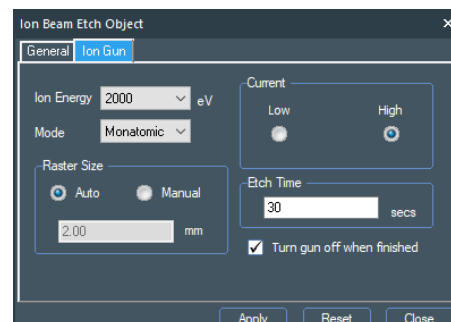 Ion Beam Etch Object
General Ion Gun
Ion Energy 2000 eV
Mode Monatomic
Raster Size
Auto Manual
2.00 mm
Current
Low High
Etch Time
30 secs
Turn gun off when finished
Apply Reset Close